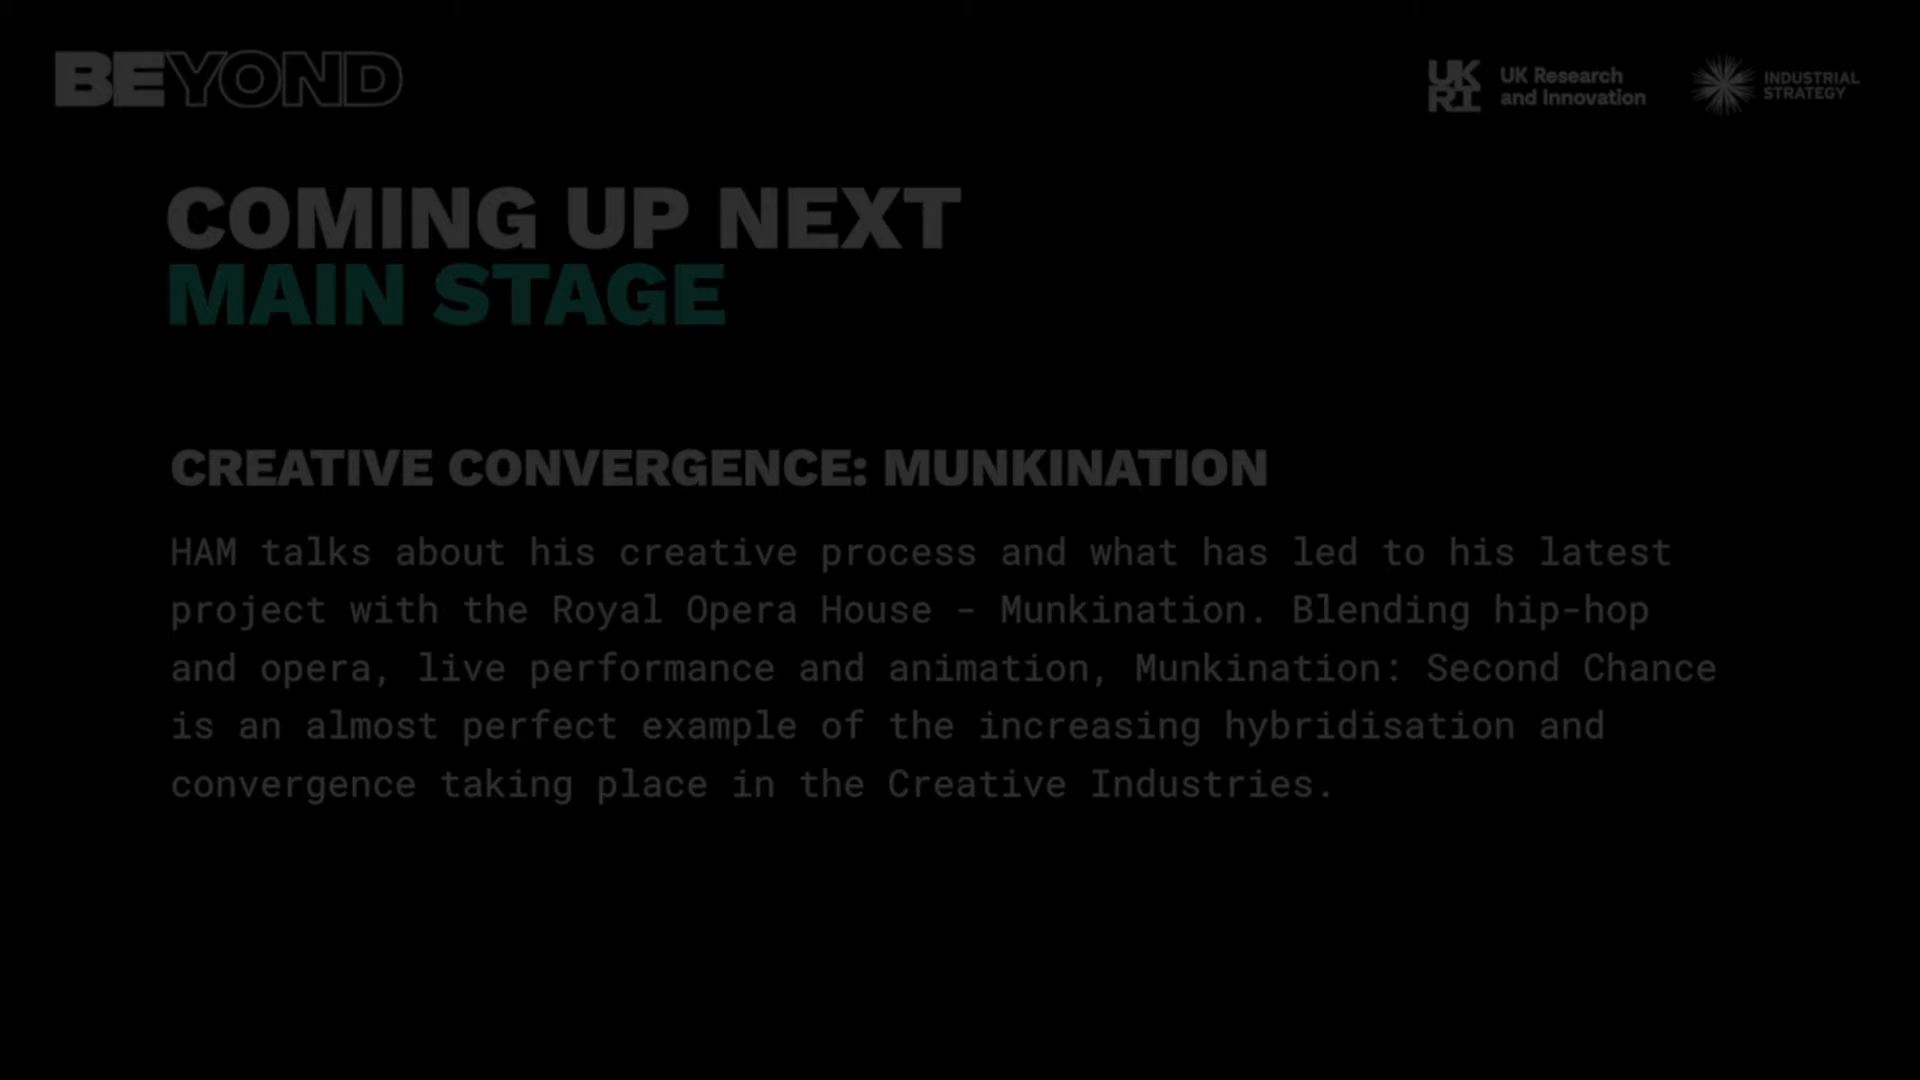 BEYOND
UK
RI
UK Research
and Innovation
INDUSTRIAL
STRATEGY
COMING UP NEXT
MAIN STAGE
CREATIVE CONVERGENCE: MUNKINATION
HAM talks about his creative process and what has led to his latest
project with the Royal Opera House - Munkination. Blending hip-hop
and opera, live performance and animation, Munkination: Second Chance
is an almost perfect example of the increasing hybridisation and
convergence taking place in the Creative Industries.